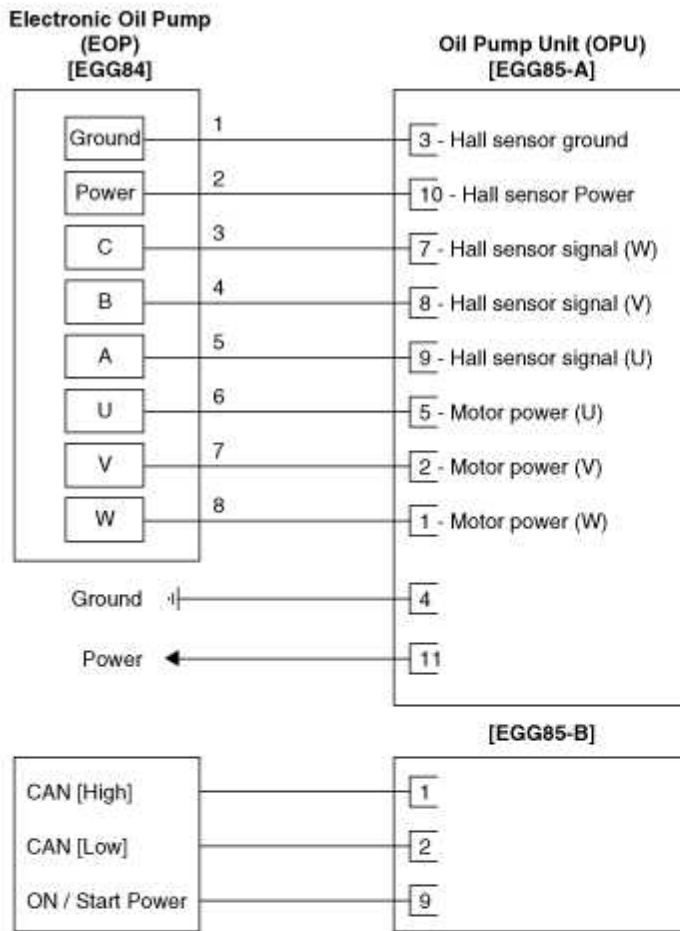 Electronic Oil Pump
(EOP)
[EGG84]
Oil Pump Unit (OPU)
[EGG85-A]
Ground 1 3 - Hall sensor ground
Power 2 10 - Hall sensor Power
C 3 7 - Hall sensor signal (W)
B 4 8 - Hall sensor signal (V)
A 5 9 - Hall sensor signal (U)
U 6 5 - Motor power (U)
V 7 2 - Motor power (V)
W 8 1 - Motor power (W)
Ground 4
Power 11
[EGG85-B]
CAN [High] 1
CAN [Low] 2
ON / Start Power 9